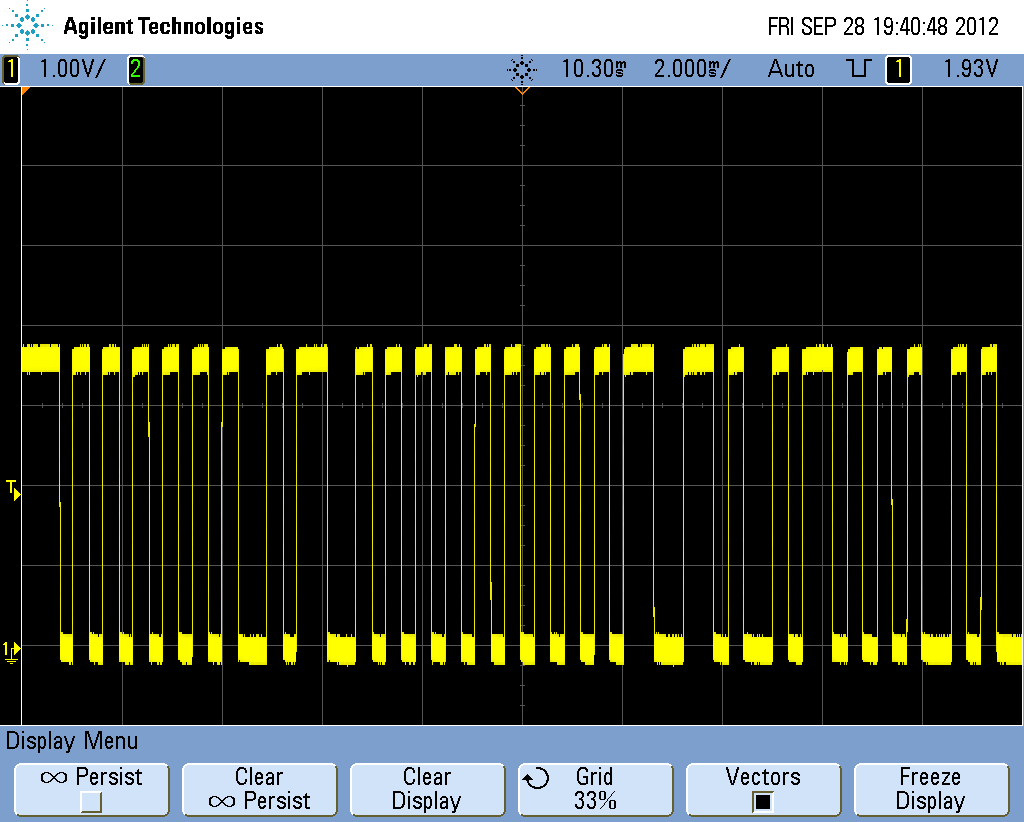 Agilent Technologies FRI SEP 28 19:40:48 2012
1 1.00V/ 2 10.30ms 2.000ms/ Auto 1 1.93V
T
1
Display Menu
∞ Persist
Clear
∞ Persist
Clear
Display
Grid
33%
Vectors
Freeze
Display